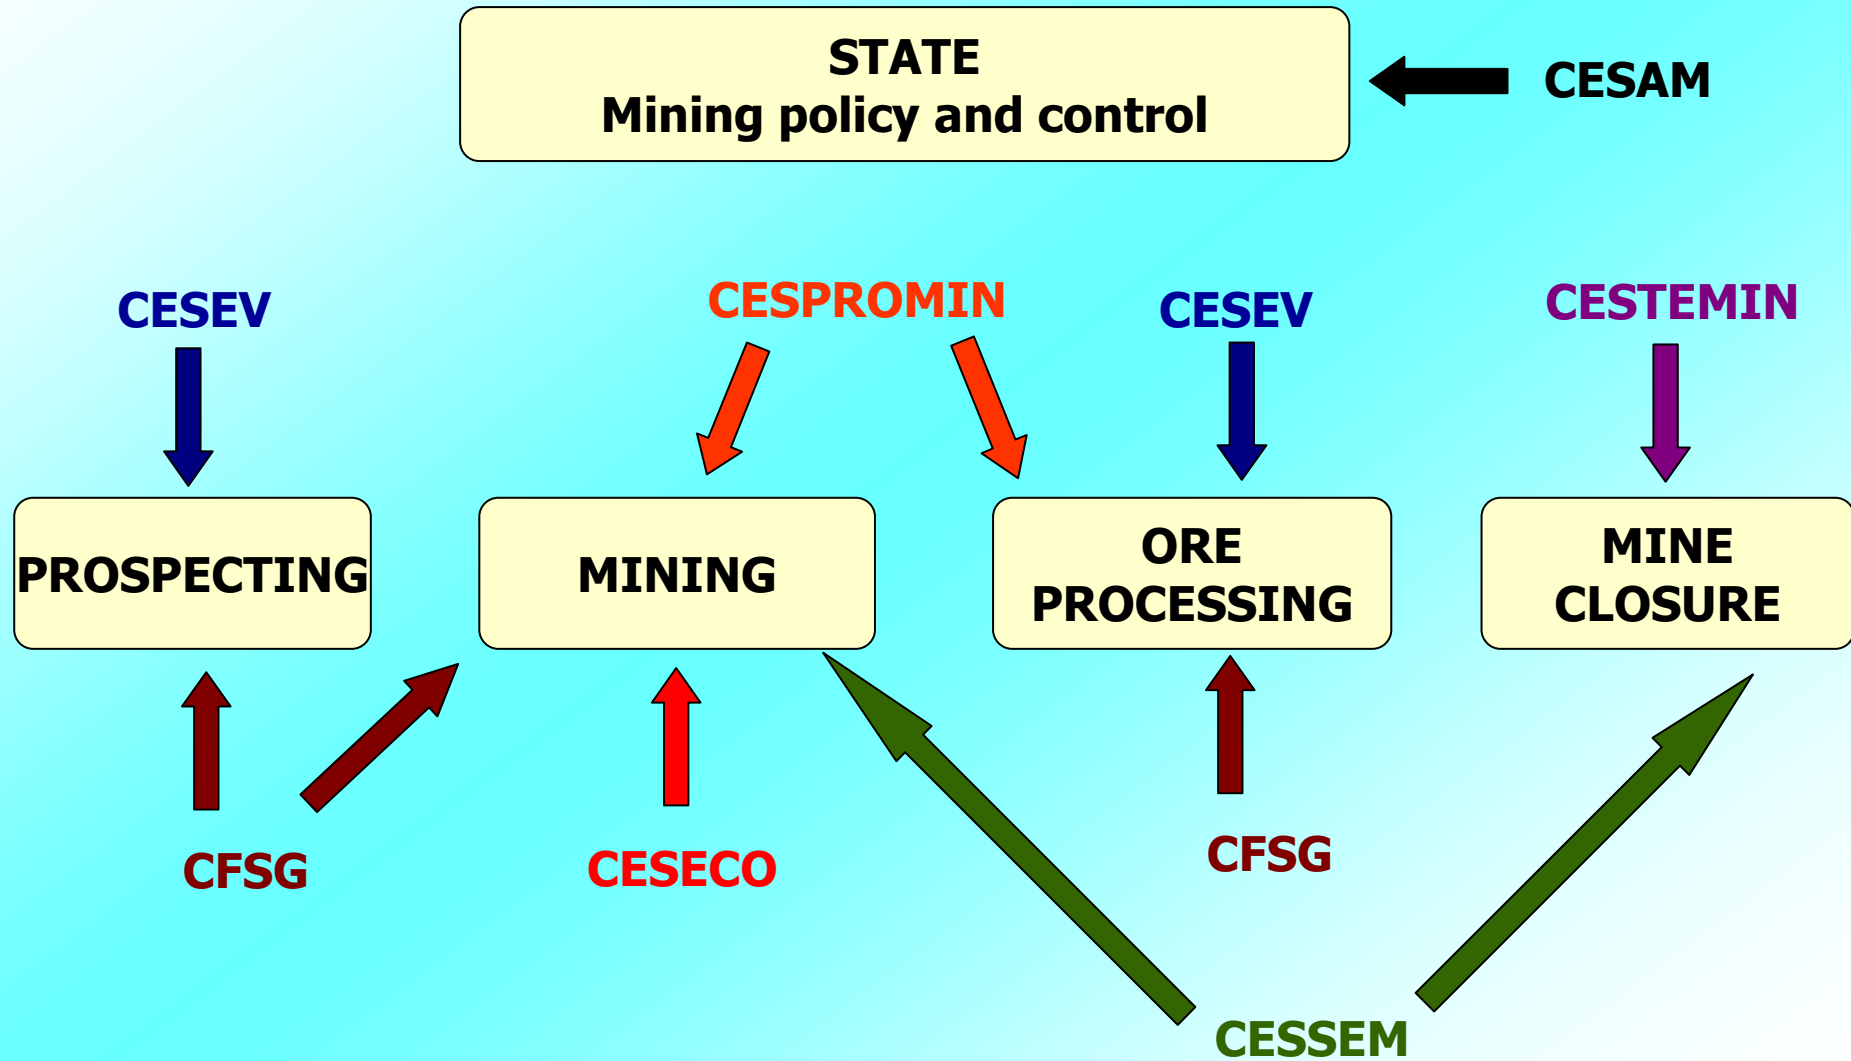 STATE
Mining policy and control
CESAM
CESEV
CESPROMIN
CESEV
CESTEMIN
PROSPECTING
MINING
ORE
PROCESSING
MINE
CLOSURE
CFSG
CESECO
CFSG
CESSEM